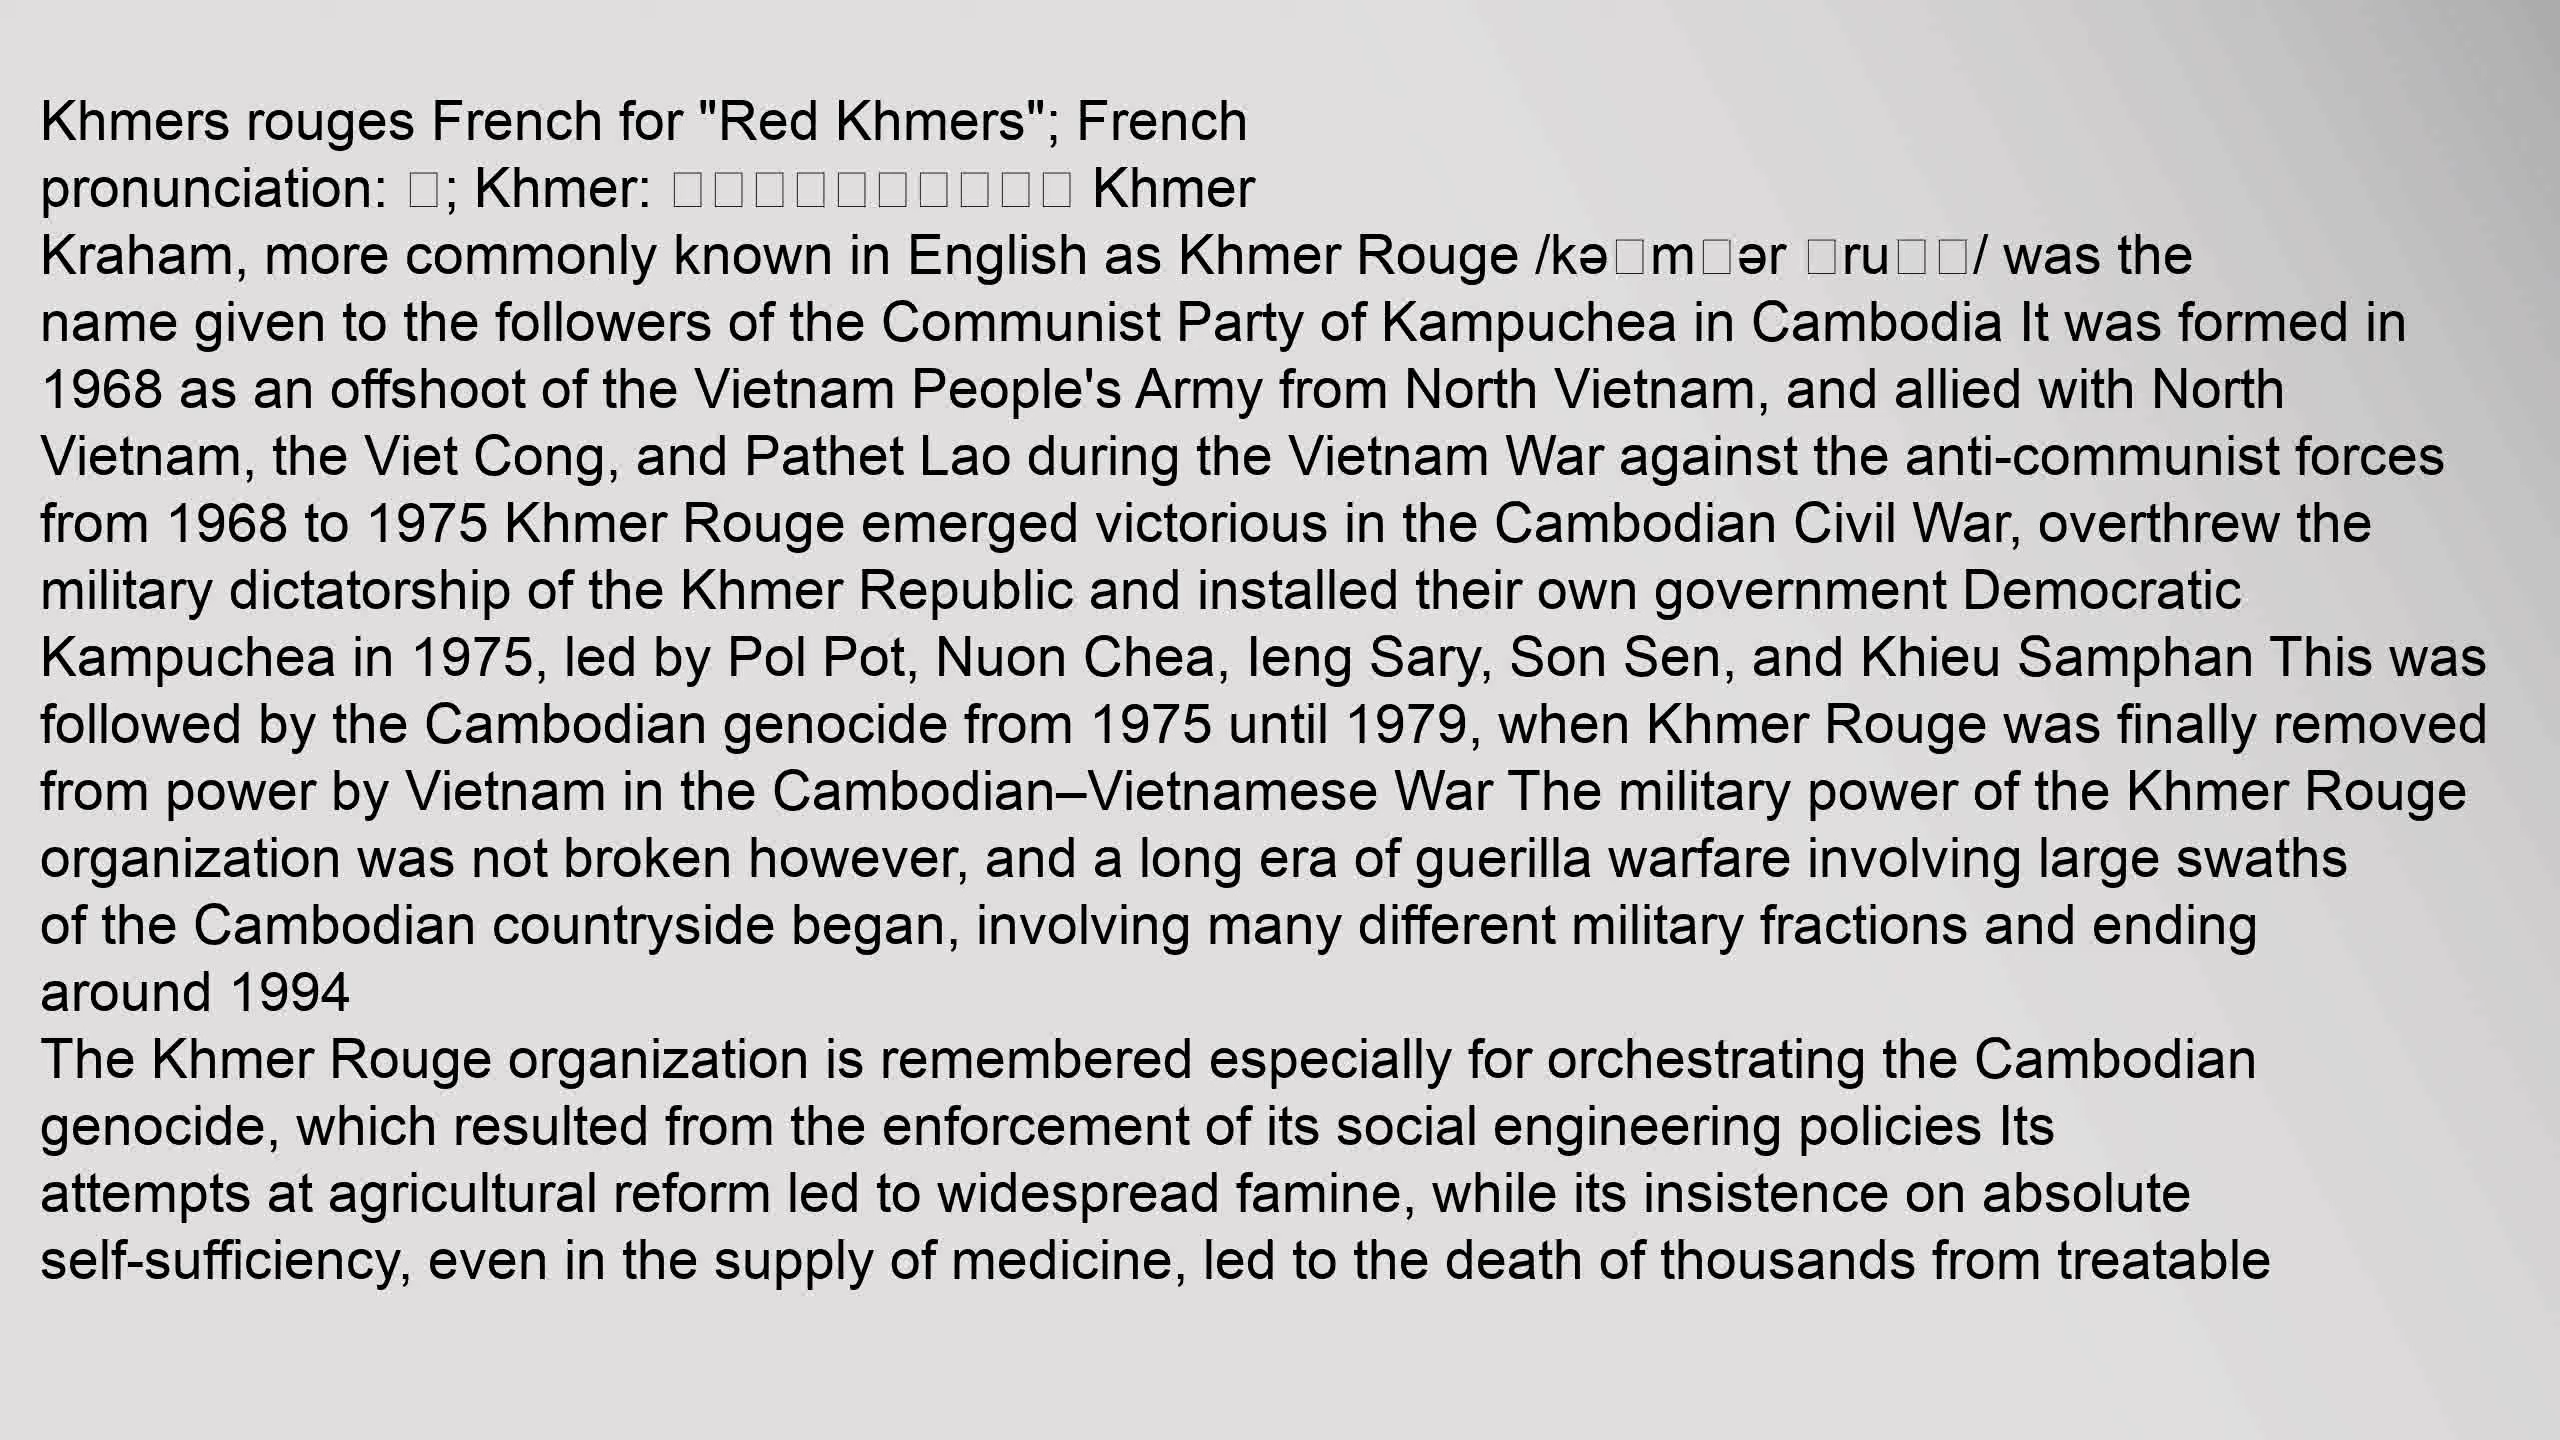 Khmers rouges French for "Red Khmers"; French
pronunciation: □; Khmer: □□□□□□□□□□ Khmer
Kraham, more commonly known in English as Khmer Rouge /kə□m□ər □ru□□/ was the
name given to the followers of the Communist Party of Kampuchea in Cambodia It was formed in
1968 as an offshoot of the Vietnam People's Army from North Vietnam, and allied with North
Vietnam, the Viet Cong, and Pathet Lao during the Vietnam War against the anti-communist forces
from 1968 to 1975 Khmer Rouge emerged victorious in the Cambodian Civil War, overthrew the
military dictatorship of the Khmer Republic and installed their own government Democratic
Kampuchea in 1975, led by Pol Pot, Nuon Chea, Ieng Sary, Son Sen, and Khieu Samphan This was
followed by the Cambodian genocide from 1975 until 1979, when Khmer Rouge was finally removed
from power by Vietnam in the Cambodian–Vietnamese War The military power of the Khmer Rouge
organization was not broken however, and a long era of guerilla warfare involving large swaths
of the Cambodian countryside began, involving many different military fractions and ending
around 1994
The Khmer Rouge organization is remembered especially for orchestrating the Cambodian
genocide, which resulted from the enforcement of its social engineering policies Its
attempts at agricultural reform led to widespread famine, while its insistence on absolute
self-sufficiency, even in the supply of medicine, led to the death of thousands from treatable